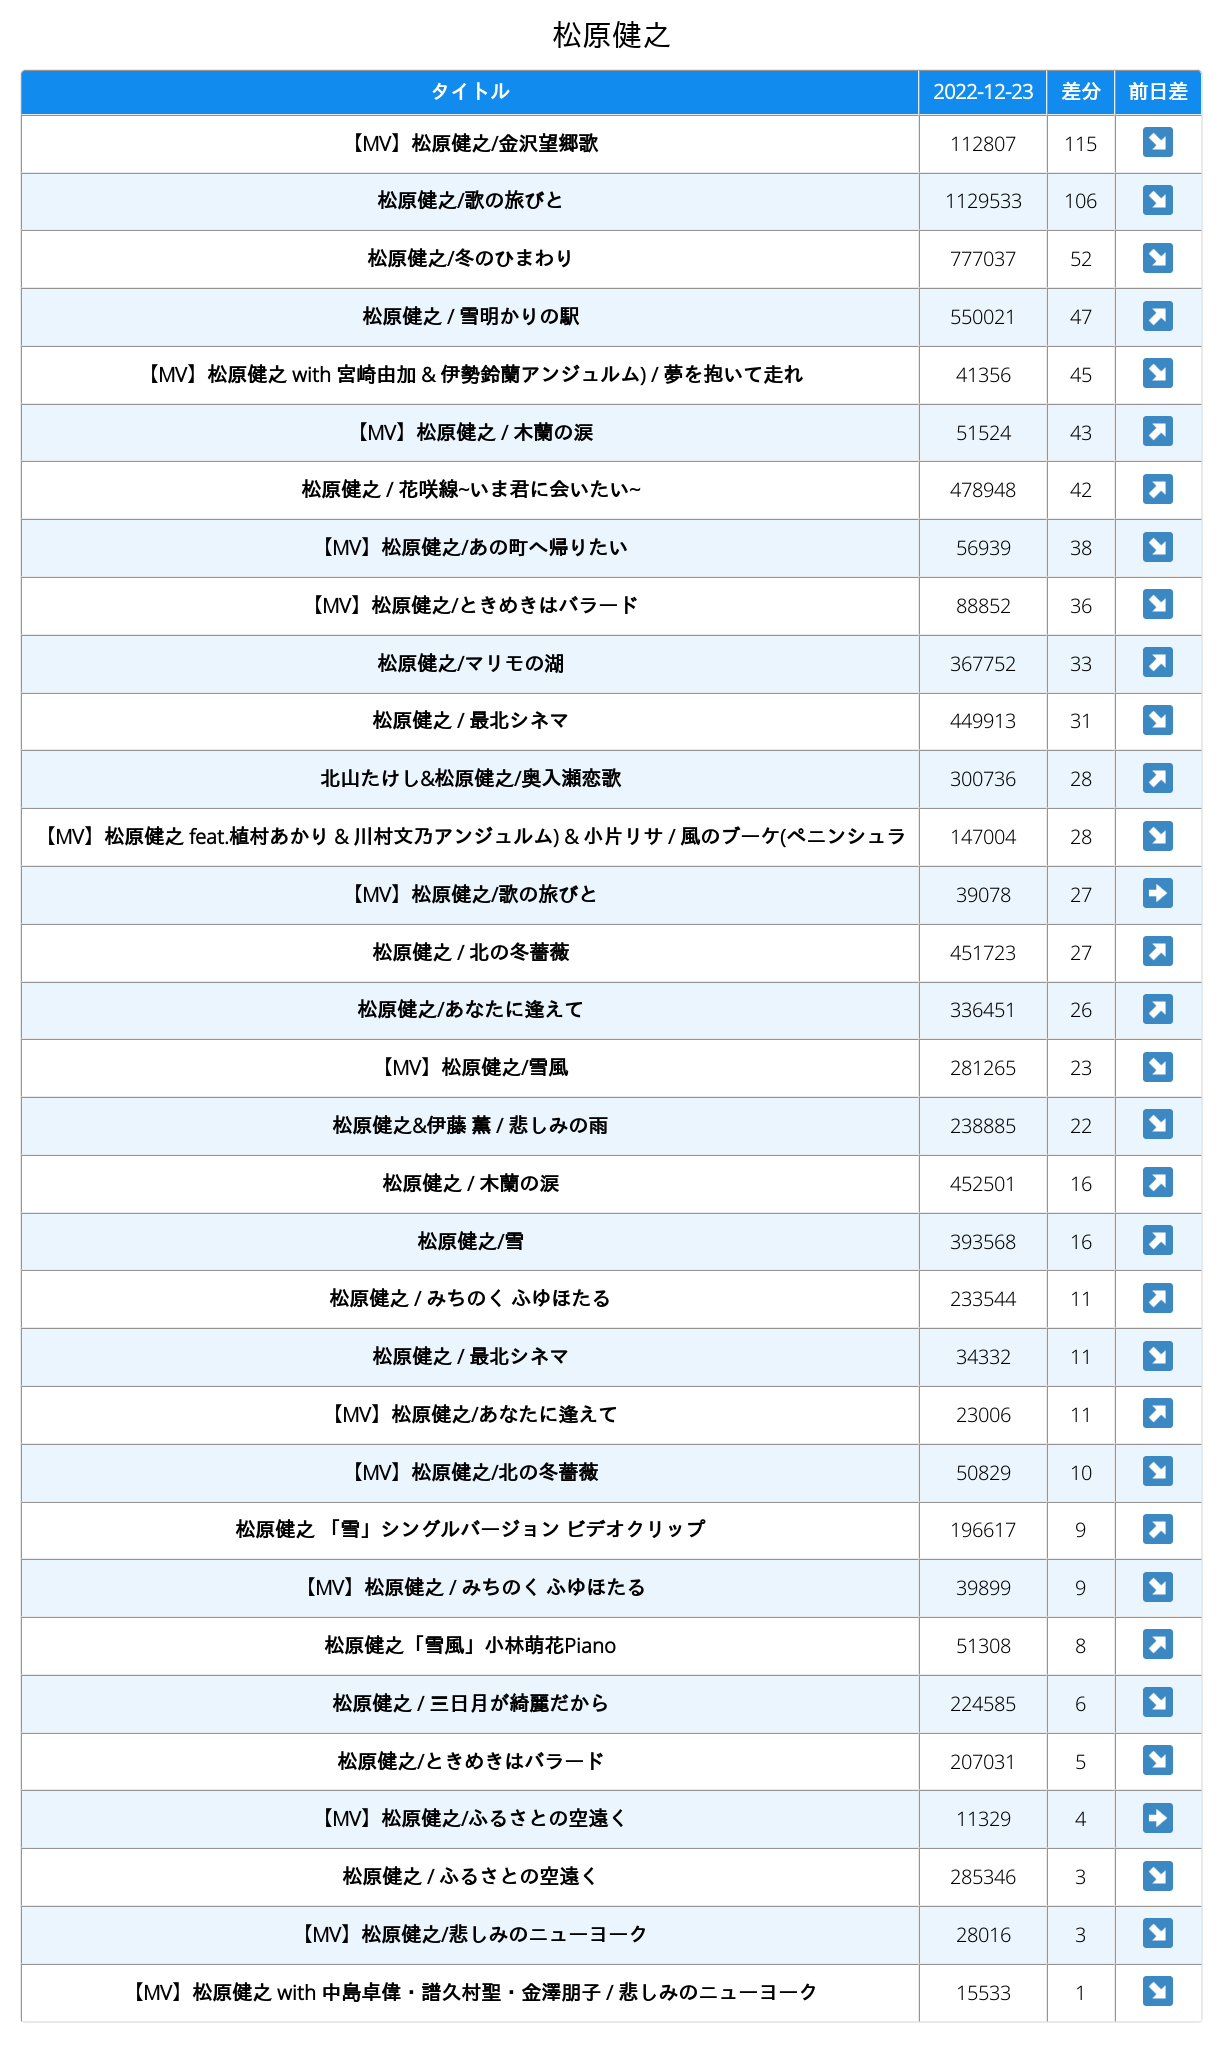 松原健之
タイトル 2022-12-23 差分 前日差
【MV】松原健之/金沢望郷歌 112807 115
松原健之/歌の旅びと 1129533 106
松原健之/冬のひまわり 777037 52
松原健之 / 雪明かりの駅 550021 47
【MV】松原健之 with 宮崎由加 & 伊勢鈴蘭アンジュルム) / 夢を抱いて走れ 41356 45
【MV】松原健之 / 木蘭の涙 51524 43
松原健之 / 花咲線~いま君に会いたい~ 478948 42
【MV】松原健之/あの町へ帰りたい 56939 38
【MV】松原健之/ときめきはバラード 88852 36
松原健之/マリモの湖 367752 33
松原健之 / 最北シネマ 449913 31
北山たけし&松原健之/奥入瀬恋歌 300736 28
【MV】松原健之 feat.植村あかり & 川村文乃アンジュルム) & 小片リサ / 風のブーケ(ペニンシュラ 147004 28
【MV】松原健之/歌の旅びと 39078 27
松原健之 / 北の冬薔薇 451723 27
松原健之/あなたに逢えて 336451 26
【MV】松原健之/雪風 281265 23
松原健之&伊藤 薫 / 悲しみの雨 238885 22
松原健之 / 木蘭の涙 452501 16
松原健之/雪 393568 16
松原健之 / みちのく ふゆほたる 233544 11
松原健之 / 最北シネマ 34332 11
【MV】松原健之/あなたに逢えて 23006 11
【MV】松原健之/北の冬薔薇 50829 10
松原健之 「雪」シングルバージョン ビデオクリップ 196617 9
【MV】松原健之 / みちのく ふゆほたる 39899 9
松原健之「雪風」小林萌花Piano 51308 8
松原健之 / 三日月が綺麗だから 224585 6
松原健之/ときめきはバラード 207031 5
【MV】松原健之/ふるさとの空遠く 11329 4
松原健之 / ふるさとの空遠く 285346 3
【MV】松原健之/悲しみのニューヨーク 28016 3
【MV】松原健之 with 中島卓偉・譜久村聖・金澤朋子 / 悲しみのニューヨーク 15533 1